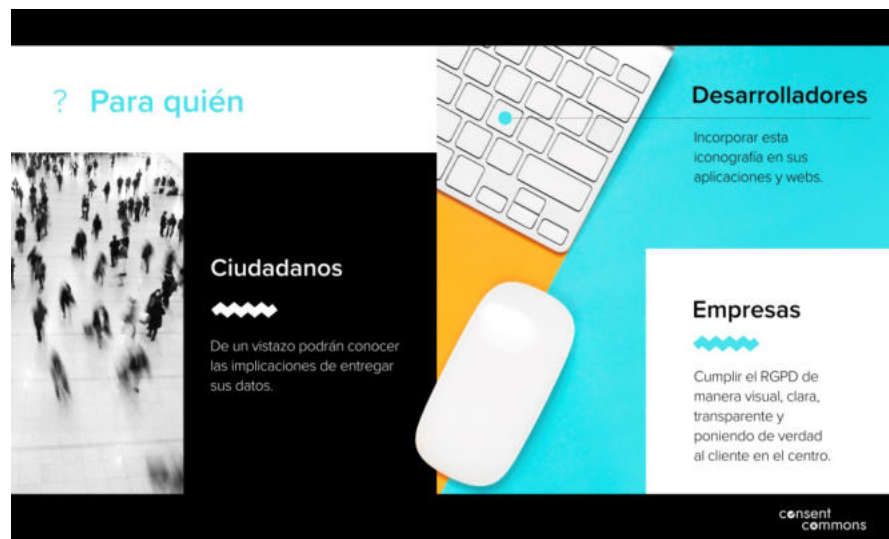 ? Para quién
Desarrolladores
Incorporar esta
iconografía en sus
aplicaciones y webs.
Ciudadanos
De un vistazo podrán conocer
las implicaciones de entregar
sus datos.
Empresas
Cumplir el RGPD de
manera visual, clara,
transparente y
poniendo de verdad
al cliente en el centro.
consent
commons